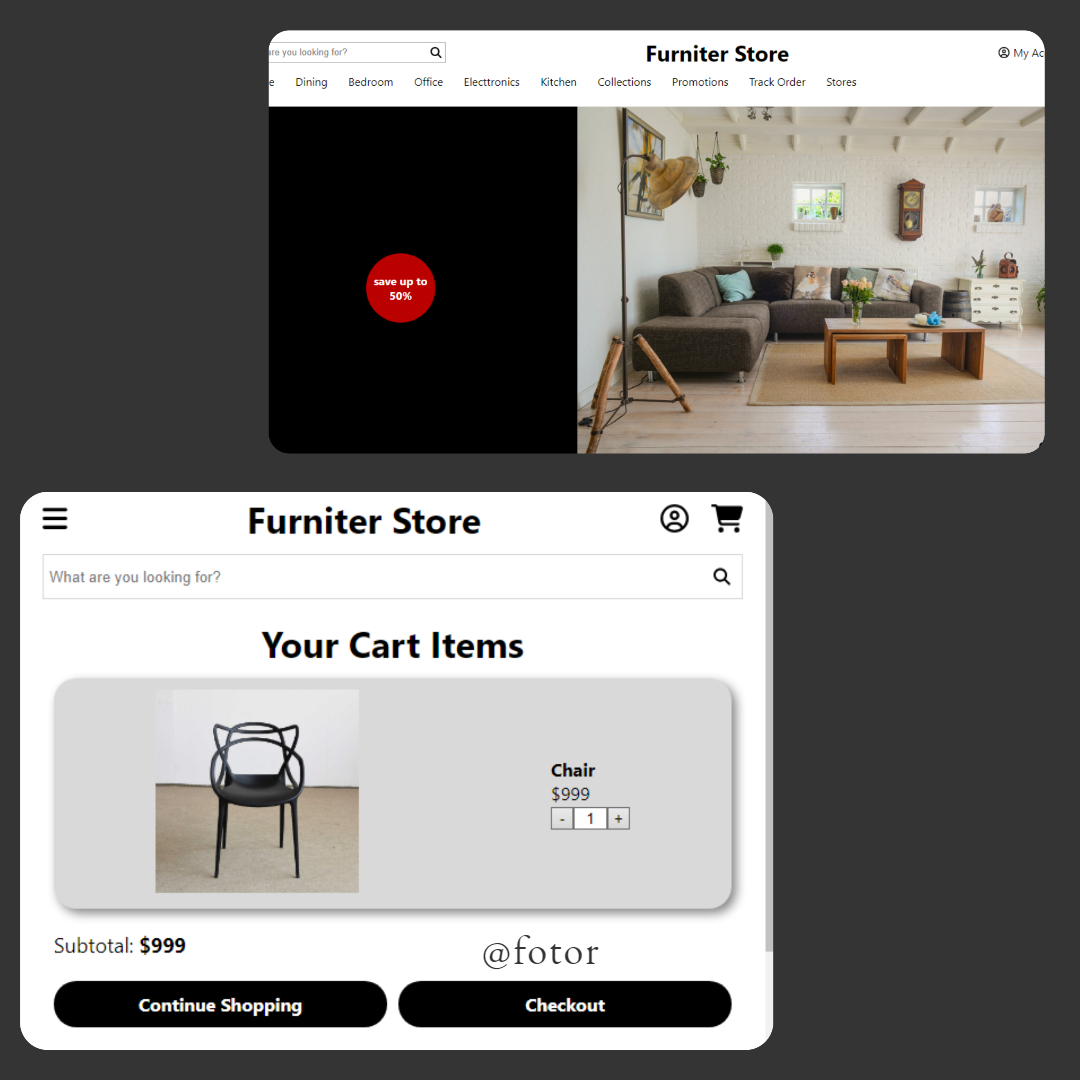 are you looking for?
Furniter Store
My Ac
e Dining Bedroom Office Electtronics Kitchen Collections Promotions Track Order Stores
save up to
50%
Furniter Store
What are you looking for?
Your Cart Items
Chair
$999
- 1 +
Subtotal: $999
@fotor
Continue Shopping Checkout